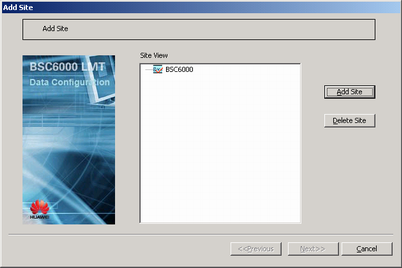 Add Site
Add Site
BSC6000 LMT
Data Configuration
HUAWEI
Site View
BSC6000
Add Site
Delete Site
<<Previous
Next>>
Cancel